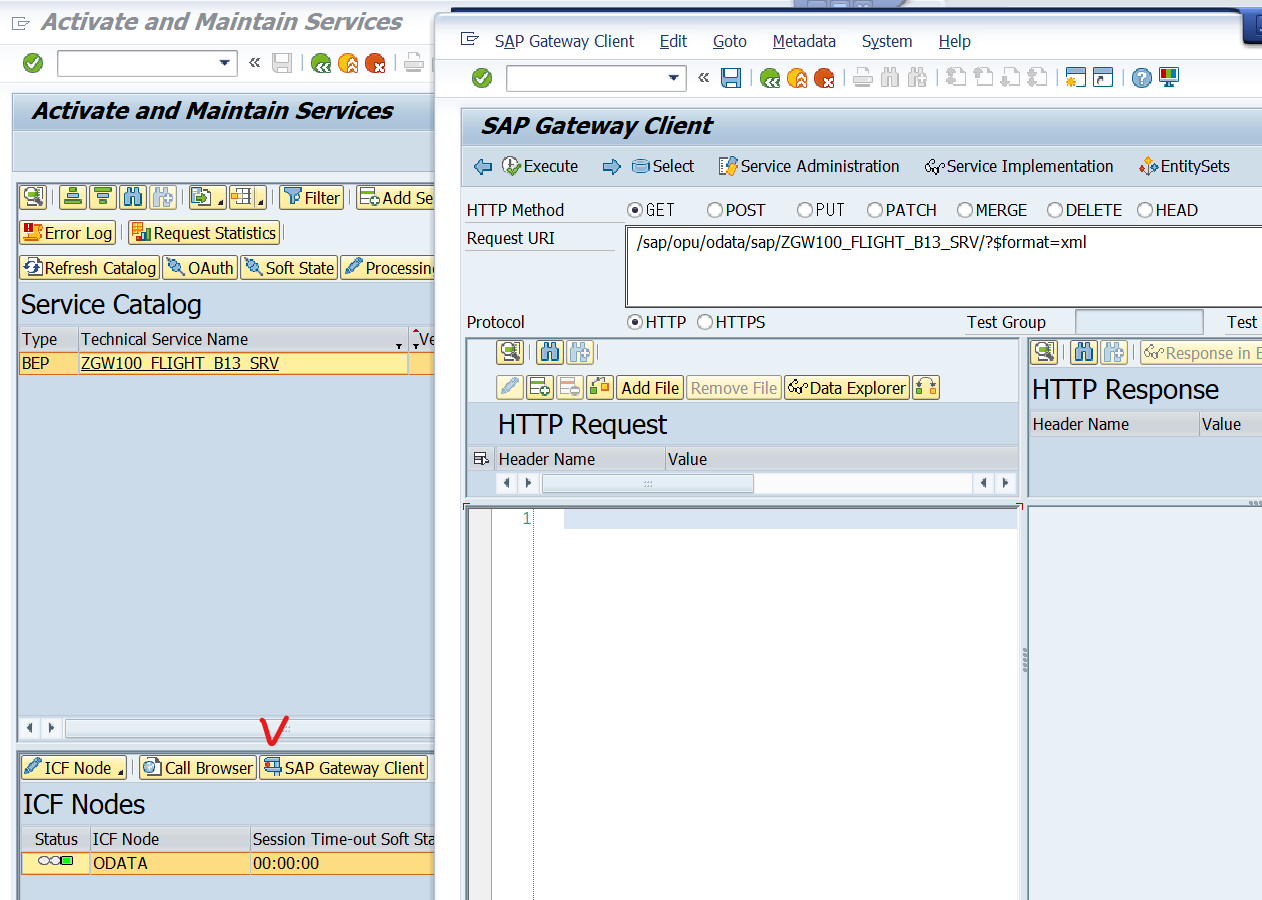 Activate and Maintain Services
Activate and Maintain Services
Filter
Add Se
Error Log
Request Statistics
Refresh Catalog
OAuth
Soft State
Processin
Service Catalog
Type
Technical Service Name
Ve
BEP
ZGW100_FLIGHT_B13_SRV
ICF Node
Call Browser
SAP Gateway Client
ICF Nodes
Status
ICF Node
Session Time-out Soft Sta
ODATA
00:00:00
SAP Gateway Client Edit Goto Metadata System Help
SAP Gateway Client
Execute Select Service Administration Service Implementation EntitySets
HTTP Method GET POST PUT PATCH MERGE DELETE HEAD
Request URI /sap/opu/odata/sap/ZGW100_FLIGHT_B13_SRV/?$format=xml
Protocol HTTP HTTPS Test Group Test
Add File Remove File Data Explorer
HTTP Request
Header Name Value
1
Response in E
HTTP Response
Header Name Value